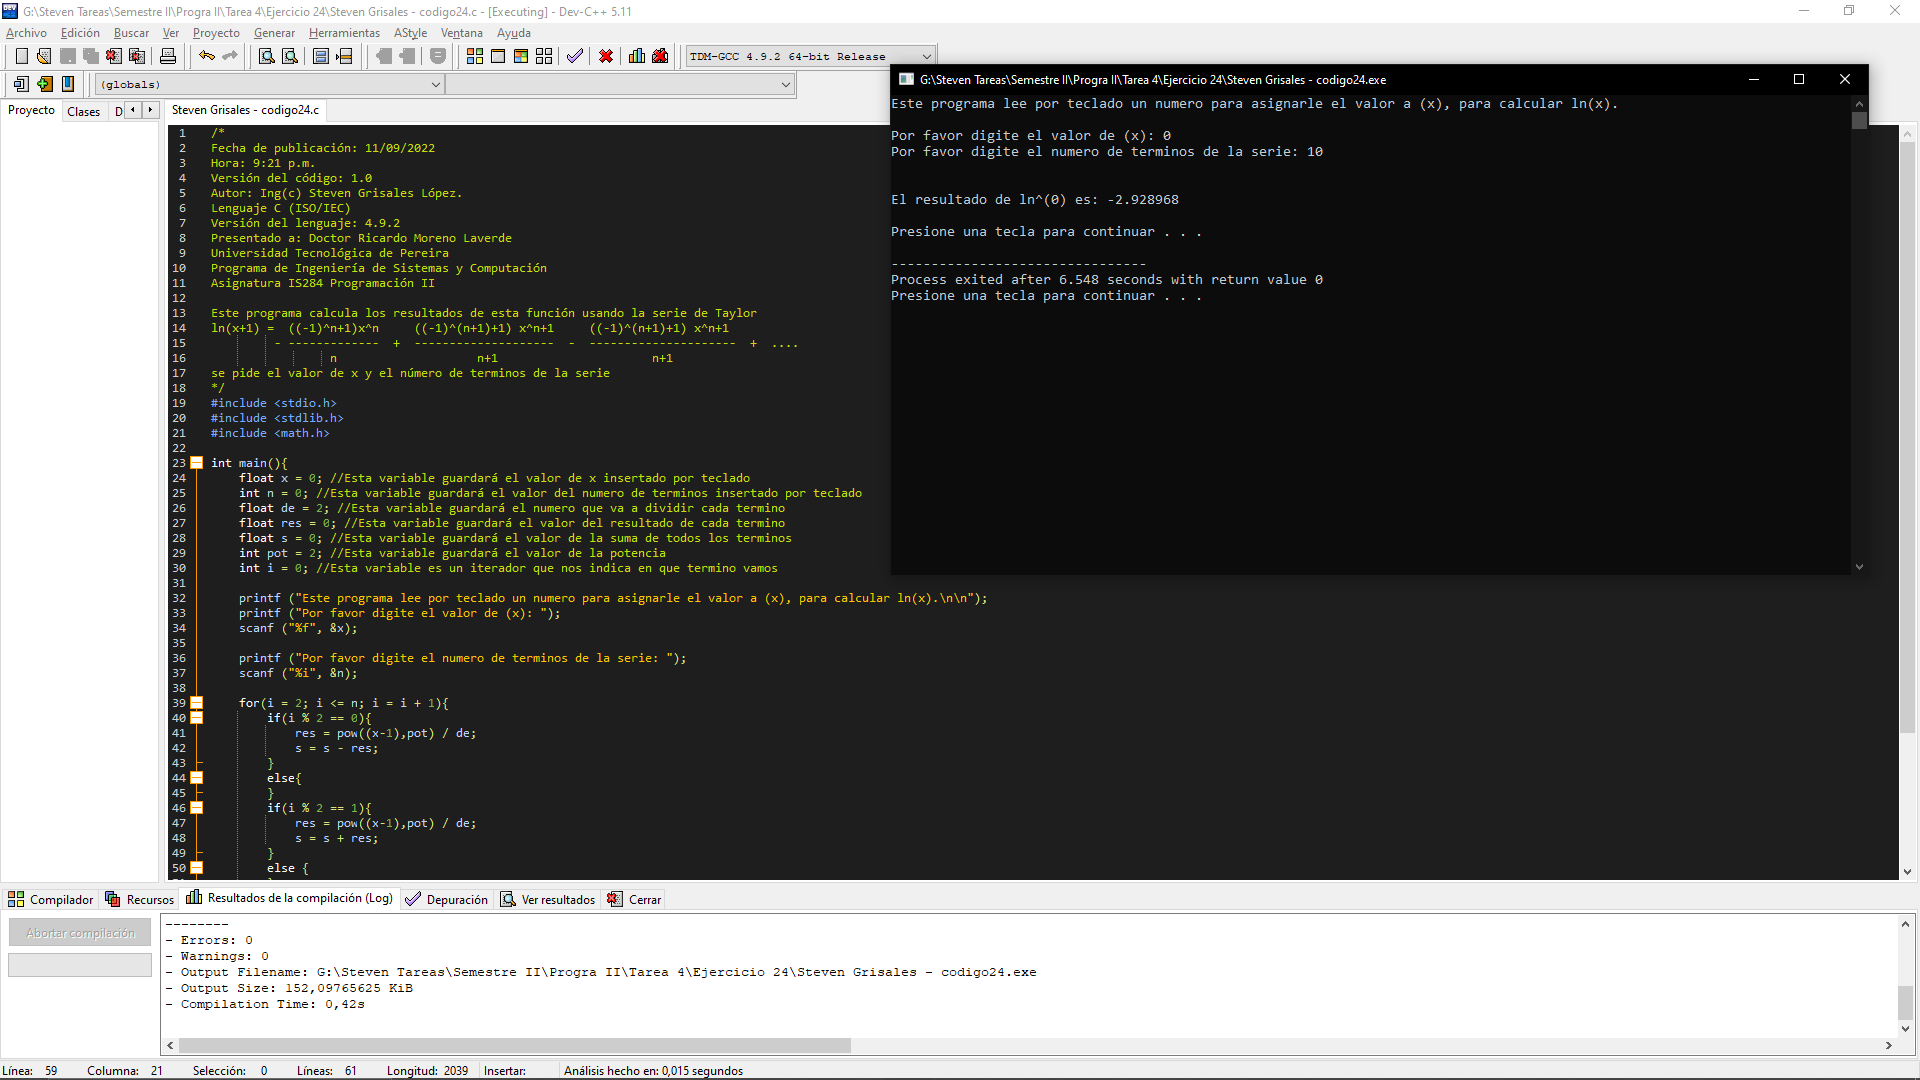 G:\Steven Tareas\Semestre II\Progra II\Tarea 4\Ejercicio 24\Steven Grisales - codigo24.c - [Executing] - Dev-C++ 5.11
Archivo Edición Buscar Ver Proyecto Generar Herramientas AStyle Ventana Ayuda
TDM-GCC 4.9.2 64-bit Release
(globals)
Proyecto Clases D
Steven Grisales - codigo24.c
1 /*
2 Fecha de publicación: 11/09/2022
3 Hora: 9:21 p.m.
4 Versión del código: 1.0
5 Autor: Ing(c) Steven Grisales López.
6 Lenguaje C (ISO/IEC)
7 Versión del lenguaje: 4.9.2
8 Presentado a: Doctor Ricardo Moreno Laverde
9 Universidad Tecnológica de Pereira
10 Programa de Ingeniería de Sistemas y Computación
11 Asignatura IS284 Programación II
12
13 Este programa calcula los resultados de esta función usando la serie de Taylor
14 ln(x+1) = ((-1)^n+1)x^n ((-1)^(n+1)+1) x^n+1 ((-1)^(n+1)+1) x^n+1
15 - ------------- + -------------------- - --------------------- + ....
16 n n+1 n+1
17 se pide el valor de x y el número de terminos de la serie
18 */
19 #include <stdio.h>
20 #include <stdlib.h>
21 #include <math.h>
22
23 int main(){
24 float x = 0; //Esta variable guardará el valor de x insertado por teclado
25 int n = 0; //Esta variable guardará el valor del numero de terminos insertado por teclado
26 float de = 2; //Esta variable guardará el numero que va a dividir cada termino
27 float res = 0; //Esta variable guardará el valor del resultado de cada termino
28 float s = 0; //Esta variable guardará el valor de la suma de todos los terminos
29 int pot = 2; //Esta variable guardará el valor de la potencia
30 int i = 0; //Esta variable es un iterador que nos indica en que termino vamos
31
32 printf ("Este programa lee por teclado un numero para asignarle el valor a (x), para calcular ln(x).\n\n");
33 printf ("Por favor digite el valor de (x): ");
34 scanf ("%f", &x);
35
36 printf ("Por favor digite el numero de terminos de la serie: ");
37 scanf ("%i", &n);
38
39 for(i = 2; i <= n; i = i + 1){
40 if(i % 2 == 0){
41 res = pow((x-1),pot) / de;
42 s = s - res;
43 }
44 else{
45 }
46 if(i % 2 == 1){
47 res = pow((x-1),pot) / de;
48 s = s + res;
49 }
50 else {
G:\Steven Tareas\Semestre II\Progra II\Tarea 4\Ejercicio 24\Steven Grisales - codigo24.exe
Este programa lee por teclado un numero para asignarle el valor a (x), para calcular ln(x).
Por favor digite el valor de (x): 0
Por favor digite el numero de terminos de la serie: 10
El resultado de ln^(0) es: -2.928968
Presione una tecla para continuar . . .
--------------------------------
Process exited after 6.548 seconds with return value 0
Presione una tecla para continuar . . .
Compilador Recursos Resultados de la compilación (Log) Depuración Ver resultados Cerrar
Abortar compilación
--------
- Errors: 0
- Warnings: 0
- Output Filename: G:\Steven Tareas\Semestre II\Progra II\Tarea 4\Ejercicio 24\Steven Grisales - codigo24.exe
- Output Size: 152,09765625 KiB
- Compilation Time: 0,42s
Línea: 59 Columna: 21 Selección: 0 Líneas: 61 Longitud: 2039 Insertar: Análisis hecho en: 0,015 segundos